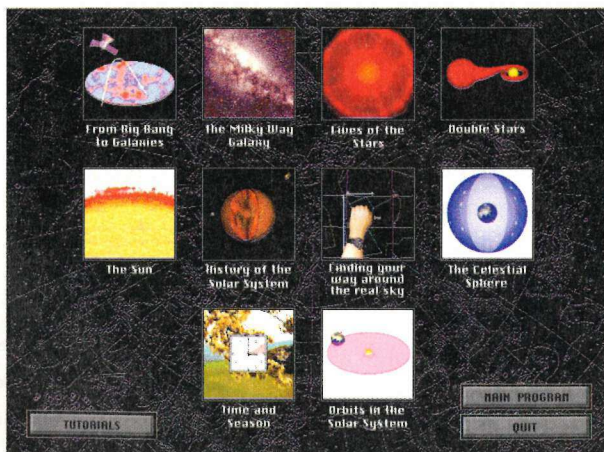 From Big Bang
to Galaxies
The Milky Way
Galaxy
Lives of the
Stars
Double Stars
The Sun
History of the
Solar System
Finding your
way around
the real sky
The Celestial
Sphere
Time and
Season
Orbits in the
Solar System
TUTORIALS
MAIN PROGRAM
QUIT